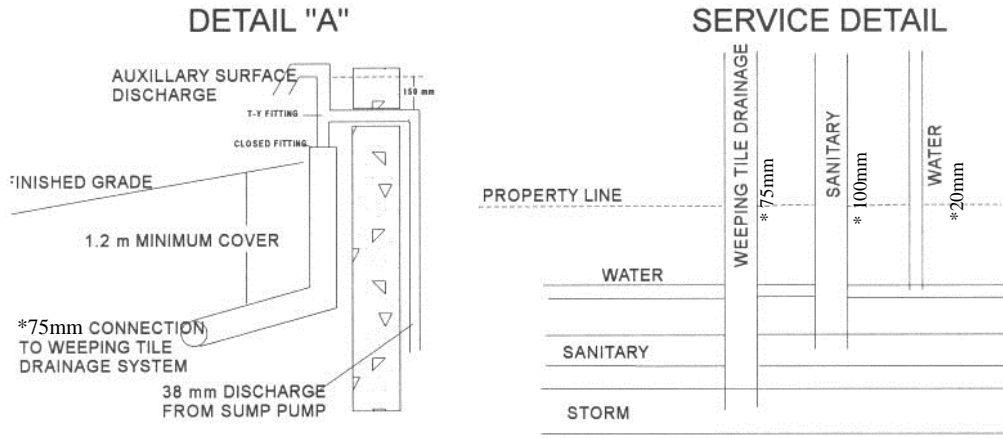 DETAIL "A"
AUXILLARY SURFACE
DISCHARGE
150 mm
T-Y FITTING
CLOSED FITTING
FINISHED GRADE
1.2 m MINIMUM COVER
*75mm CONNECTION
TO WEEPING TILE
DRAINAGE SYSTEM
38 mm DISCHARGE
FROM SUMP PUMP
SERVICE DETAIL
WEEPING TILE DRAINAGE
* 75mm
SANITARY
* 100mm
WATER
*20mm
PROPERTY LINE
WATER
SANITARY
STORM